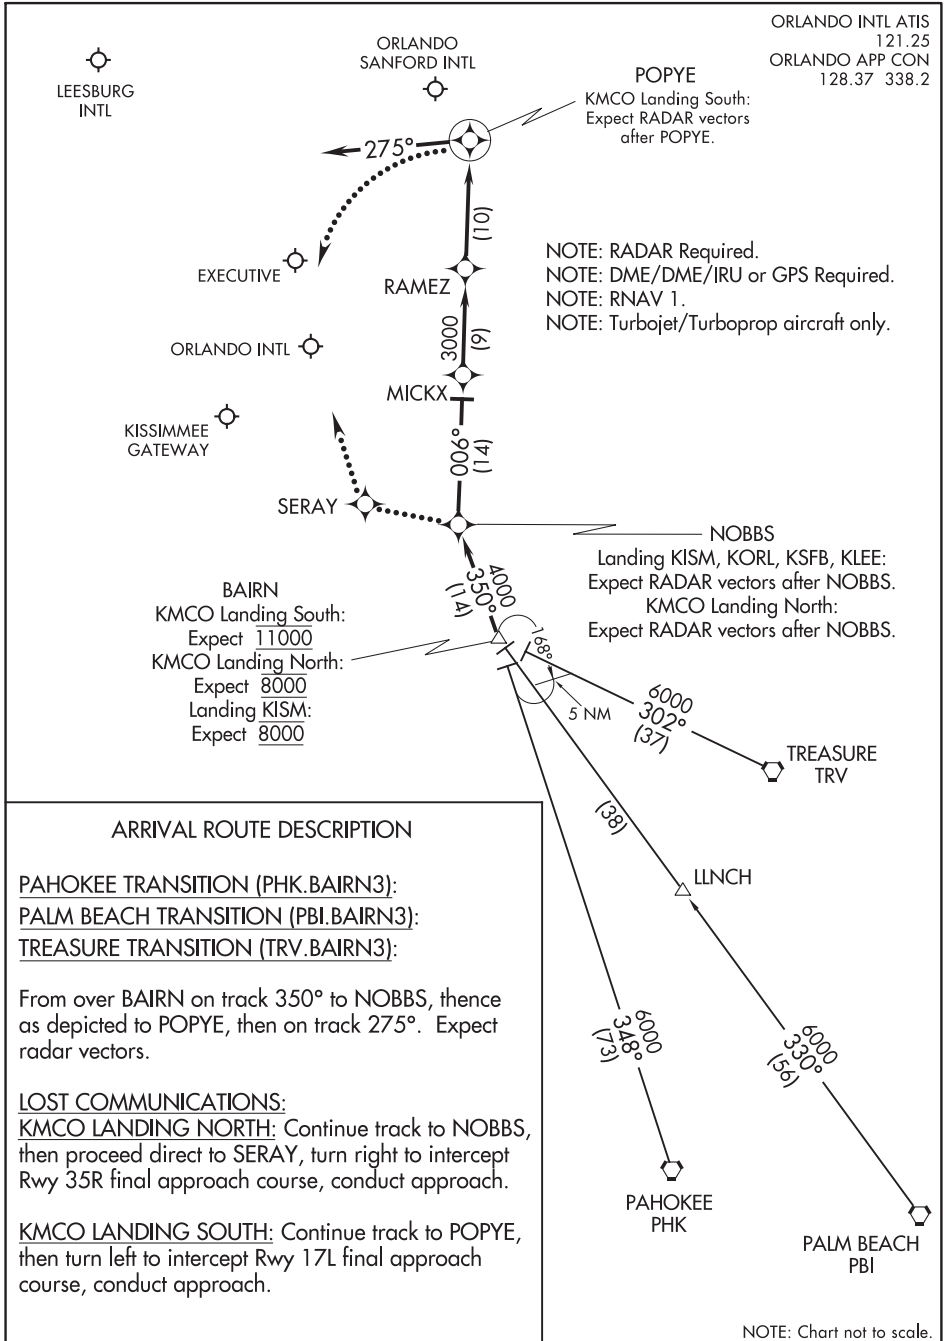 ORLANDO INTL ATIS
121.25
ORLANDO APP CON
128.37 338.2
LEESBURG
INTL
ORLANDO
SANFORD INTL
POPYE
KMCO Landing South:
Expect RADAR vectors
after POPYE.
275°
(10)
EXECUTIVE
RAMEZ
NOTE: RADAR Required.
NOTE: DME/DME/IRU or GPS Required.
NOTE: RNAV 1.
NOTE: Turbojet/Turboprop aircraft only.
ORLANDO INTL
3000
(9)
MICKX
KISSIMMEE
GATEWAY
006°
(14)
SERAY
NOBBS
Landing KISM, KORL, KSFB, KLEE:
Expect RADAR vectors after NOBBS.
KMCO Landing North:
Expect RADAR vectors after NOBBS.
4000
350°
(14)
BAIRN
KMCO Landing South:
Expect 11000
KMCO Landing North:
Expect 8000
Landing KISM:
Expect 8000
168°
5 NM
6000
302°
(37)
TREASURE
TRV
(38)
LLNCH
6000
348°
(73)
6000
330°
(56)
PAHOKEE
PHK
PALM BEACH
PBI
ARRIVAL ROUTE DESCRIPTION
PAHOKEE TRANSITION (PHK.BAIRN3):
PALM BEACH TRANSITION (PBI.BAIRN3):
TREASURE TRANSITION (TRV.BAIRN3):
From over BAIRN on track 350° to NOBBS, thence
as depicted to POPYE, then on track 275°. Expect
radar vectors.
LOST COMMUNICATIONS:
KMCO LANDING NORTH: Continue track to NOBBS,
then proceed direct to SERAY, turn right to intercept
Rwy 35R final approach course, conduct approach.
KMCO LANDING SOUTH: Continue track to POPYE,
then turn left to intercept Rwy 17L final approach
course, conduct approach.
NOTE: Chart not to scale.